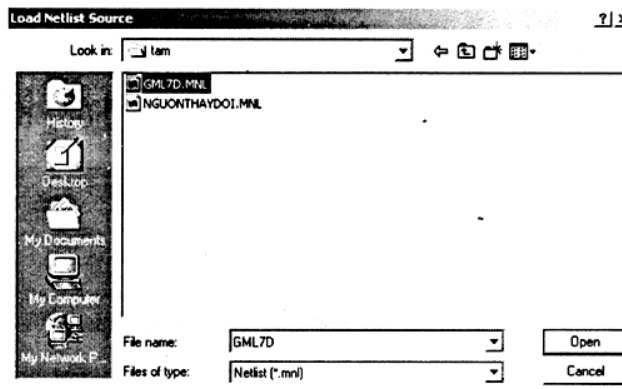 Load Netlist Source
?
Look in:
tam
GML7D.MNL
NGUONTHAYDOI.MNL
History
Desktop
My Documents
My Computer
My Network P...
File name:
GML7D
Open
Files of type:
Netlist (*.mnl)
Cancel